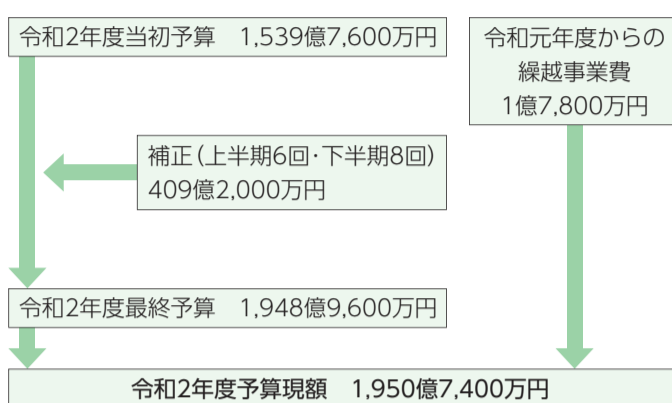 令和2年度当初予算　1,539億7,600万円
令和元年度からの
繰越事業費
1億7,800万円
補正（上半期6回・下半期8回）
409億2,000万円
令和2年度最終予算　1,948億9,600万円
令和2年度予算現額　1,950億7,400万円